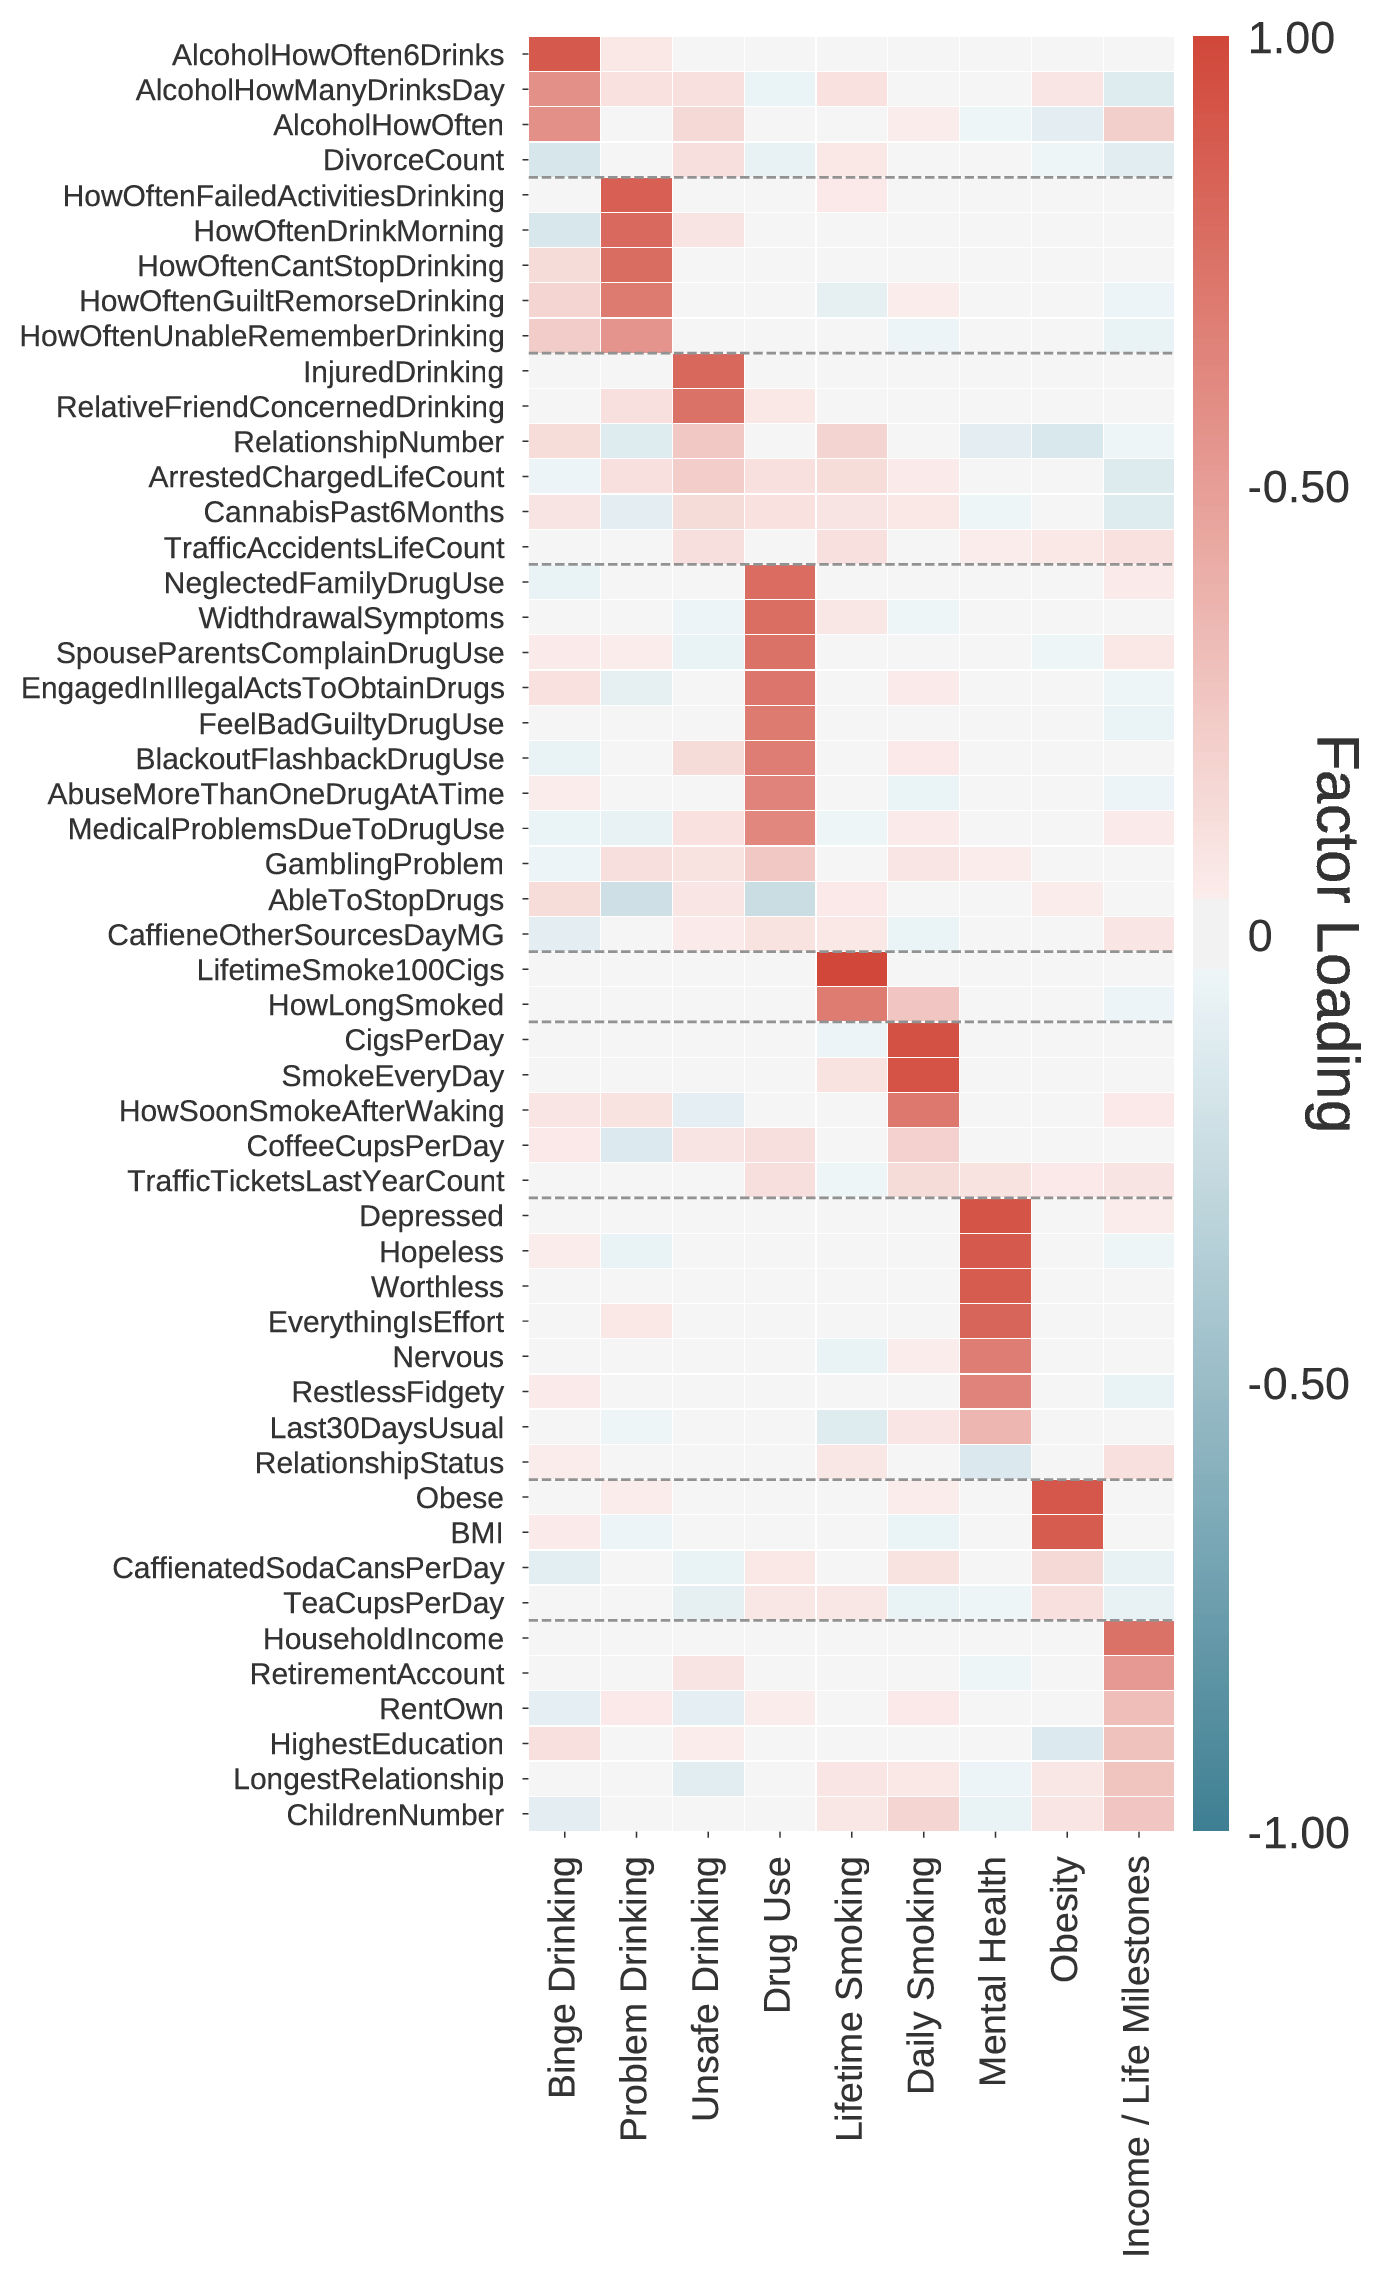 AlcoholHowOften6Drinks
AlcoholHowManyDrinksDay
AlcoholHowOften
DivorceCount
HowOftenFailedActivitiesDrinking
HowOftenDrinkMorning
HowOftenCantStopDrinking
HowOftenGuiltRemorseDrinking
HowOftenUnableRememberDrinking
InjuredDrinking
RelativeFriendConcernedDrinking
RelationshipNumber
ArrestedChargedLifeCount
CannabisPast6Months
TrafficAccidentsLifeCount
NeglectedFamilyDrugUse
WidthdrawalSymptoms
SpouseParentsComplainDrugUse
EngagedInIllegalActsToObtainDrugs
FeelBadGuiltyDrugUse
BlackoutFlashbackDrugUse
AbuseMoreThanOneDrugAtATime
MedicalProblemsDueToDrugUse
GamblingProblem
AbleToStopDrugs
CaffieneOtherSourcesDayMG
LifetimeSmoke100Cigs
HowLongSmoked
CigsPerDay
SmokeEveryDay
HowSoonSmokeAfterWaking
CoffeeCupsPerDay
TrafficTicketsLastYearCount
Depressed
Hopeless
Worthless
EverythingIsEffort
Nervous
RestlessFidgety
Last30DaysUsual
RelationshipStatus
Obese
BMI
CaffienatedSodaCansPerDay
TeaCupsPerDay
HouseholdIncome
RetirementAccount
RentOwn
HighestEducation
LongestRelationship
ChildrenNumber
Binge Drinking
Problem Drinking
Unsafe Drinking
Drug Use
Lifetime Smoking
Daily Smoking
Mental Health
Obesity
Income / Life Milestones
1.00
-0.50
0
-0.50
-1.00
Factor Loading